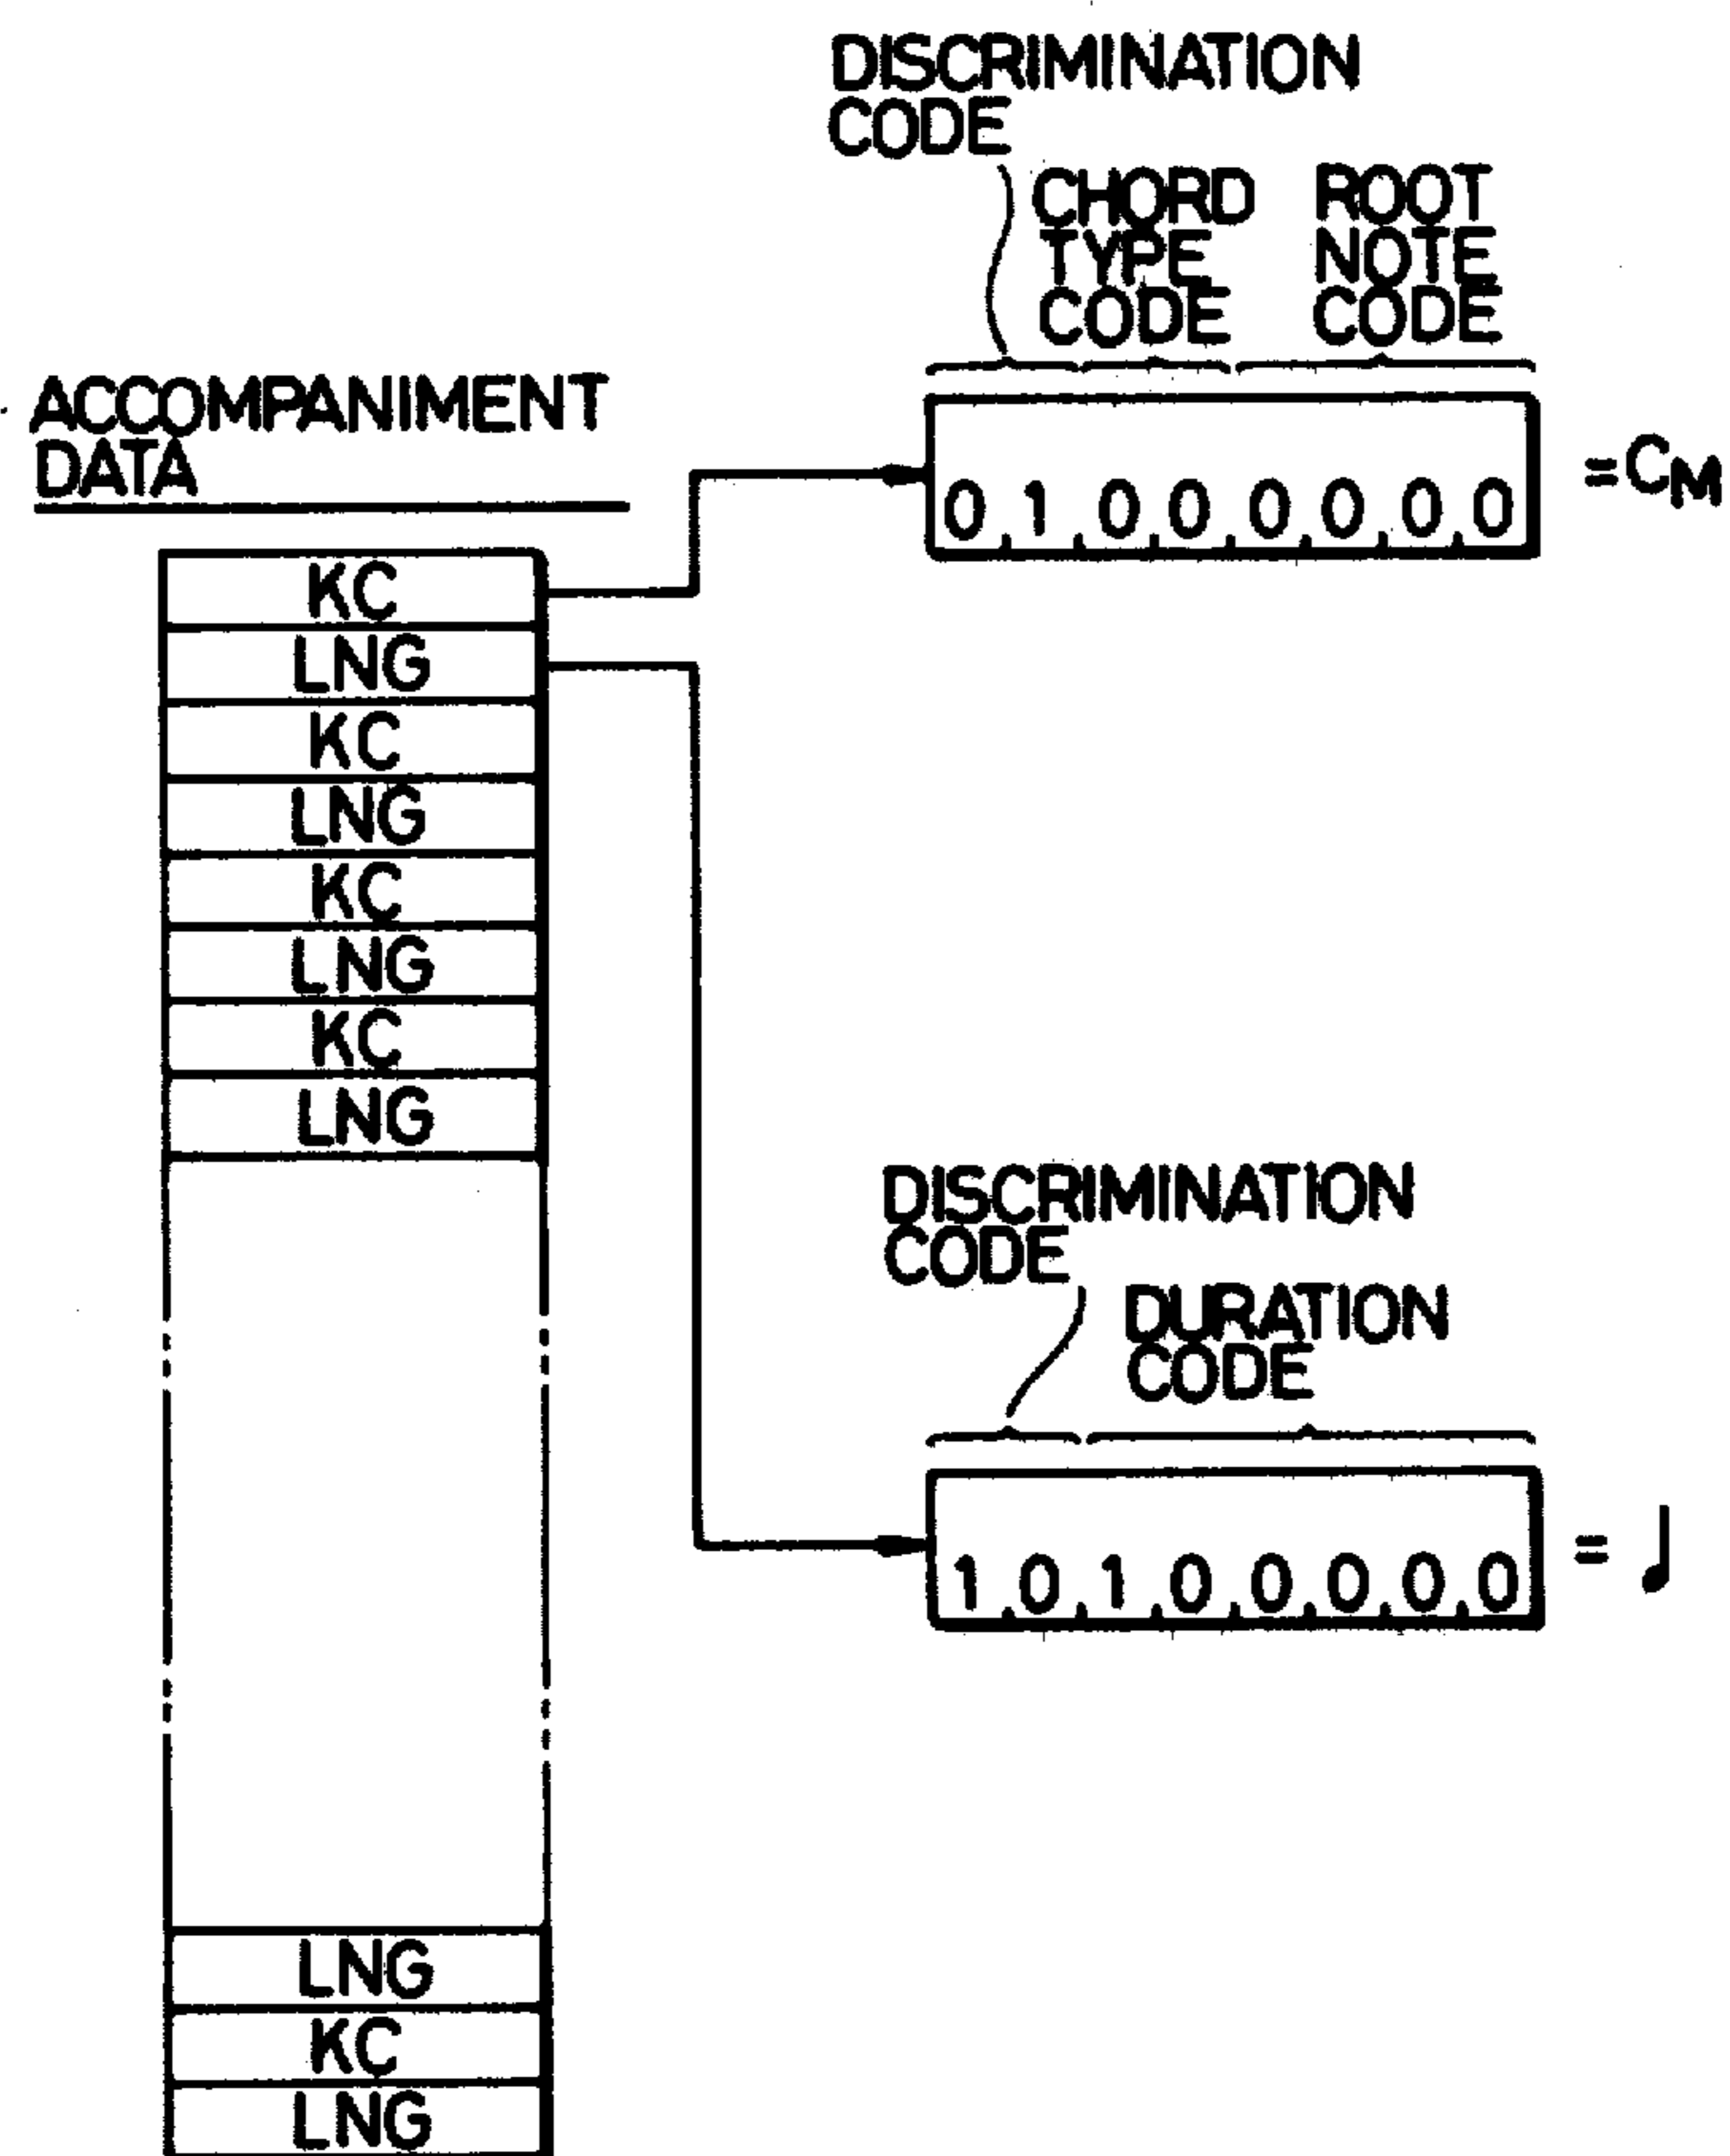 DISCRIMINATION
CODE
CHORD
TYPE
CODE
ROOT
NOTE
CODE
ACCOMPANIMENT
DATA
0 1 0 0 0 0 0 0
=CM
KC
LNG
KC
LNG
KC
LNG
KC
LNG
DISCRIMINATION
CODE
DURATION
CODE
1 0 1 0 0 0 0 0
= ♩
LNG
KC
LNG